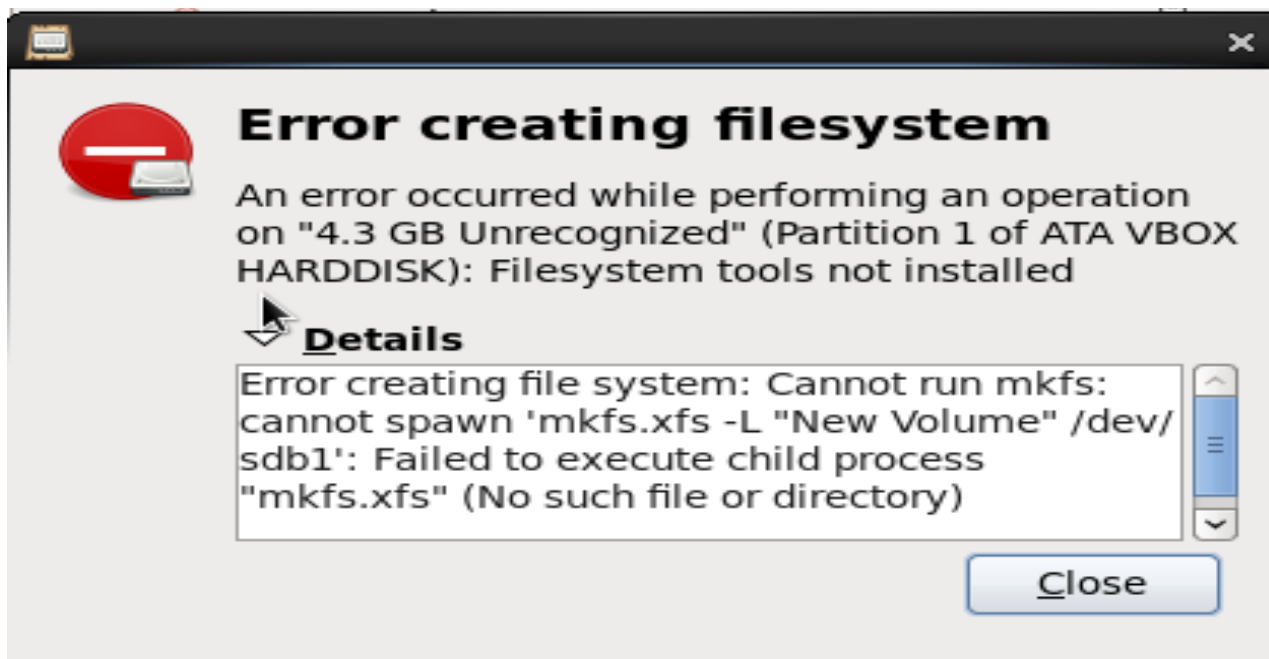 Error creating filesystem
An error occurred while performing an operation
on "4.3 GB Unrecognized" (Partition 1 of ATA VBOX
HARDDISK): Filesystem tools not installed
Details
Error creating file system: Cannot run mkfs:
cannot spawn 'mkfs.xfs -L "New Volume" /dev/
sdb1': Failed to execute child process
"mkfs.xfs" (No such file or directory)
Close